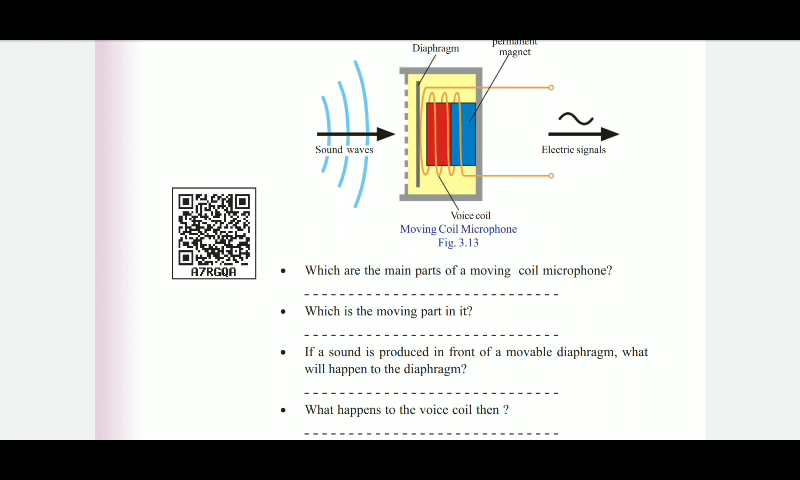 Diaphragm
permanent
magnet
Sound waves
Electric signals
Voice coil
Moving Coil Microphone
Fig. 3.13
A7RGQA
• Which are the main parts of a moving coil microphone?
• Which is the moving part in it?
• If a sound is produced in front of a movable diaphragm, what
will happen to the diaphragm?
• What happens to the voice coil then ?